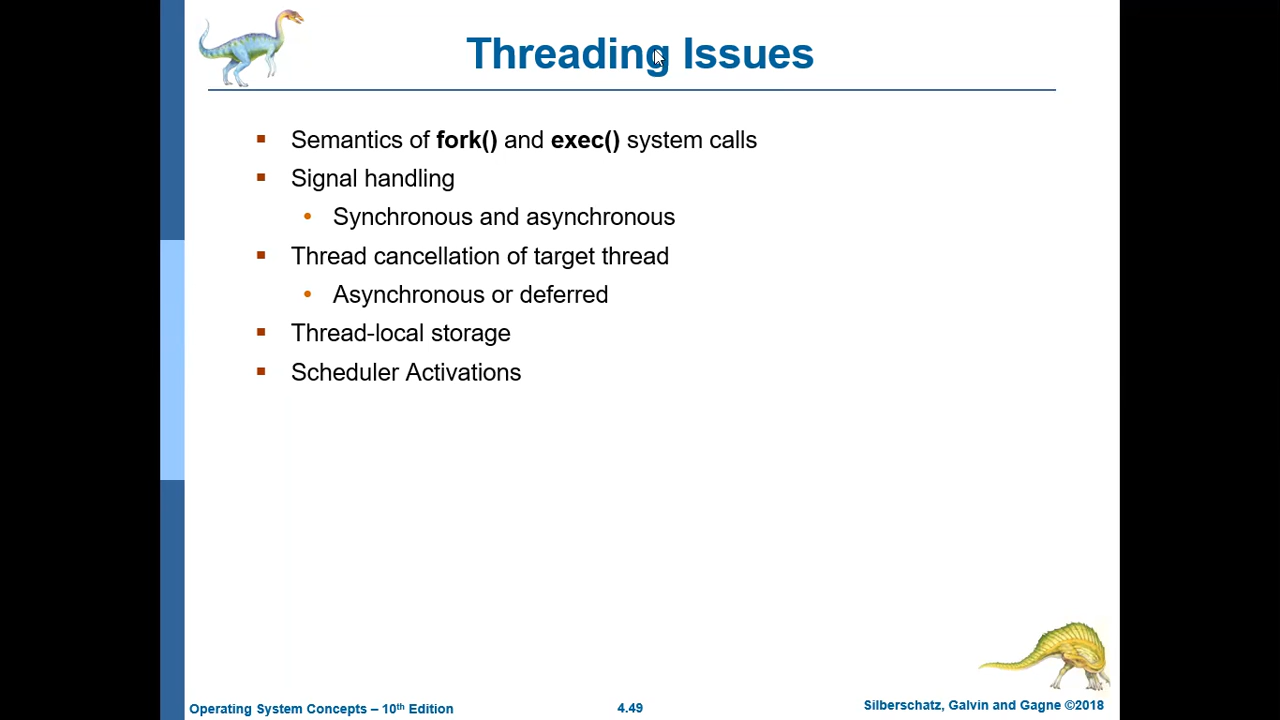 Threading Issues
Semantics of fork() and exec() system calls
Signal handling
Synchronous and asynchronous
Thread cancellation of target thread
Asynchronous or deferred
Thread-local storage
Scheduler Activations
Operating System Concepts – 10th Edition
4.49
Silberschatz, Galvin and Gagne ©2018